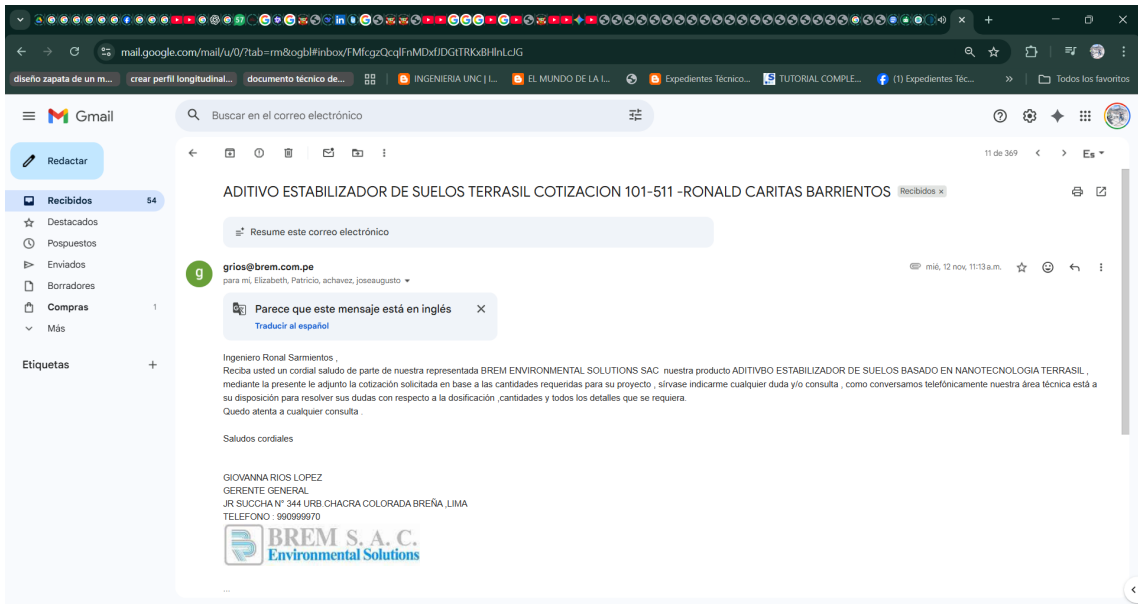 mail.google.com/mail/u/0/?tab=rm&ogbl#inbox/FMfcgzQcqlFnMDxfJDGtTRKxBHlnLcJG
diseño zapata de un m... crear perfil longitudinal... documento técnico de... INGENIERIA UNC | I... EL MUNDO DE LA I... Expedientes Técnico... TUTORIAL COMPLE... (1) Expedientes Téc... » Todos los favoritos
Gmail
Buscar en el correo electrónico
Redactar
11 de 369
Es
Recibidos 54
Destacados
Pospuestos
Enviados
Borradores
Compras 1
Más
Etiquetas
ADITIVO ESTABILIZADOR DE SUELOS TERRASIL COTIZACION 101-511 -RONALD CARITAS BARRIENTOS Recibidos x
Resume este correo electrónico
g
grios@brem.com.pe
mié, 12 nov, 11:13 a.m.
para mí, Elizabeth, Patricio, achavez, joseaugusto
Parece que este mensaje está en inglés
Traducir al español
Ingeniero Ronal Sarmientos ,
Reciba usted un cordial saludo de parte de nuestra representada BREM ENVIRONMENTAL SOLUTIONS SAC nuestra producto ADITIVBO ESTABILIZADOR DE SUELOS BASADO EN NANOTECNOLOGIA TERRASIL ,
mediante la presente le adjunto la cotización solicitada en base a las cantidades requeridas para su proyecto , sírvase indicarme cualquier duda y/o consulta , como conversamos telefónicamente nuestra área técnica está a
su disposición para resolver sus dudas con respecto a la dosificación ,cantidades y todos los detalles que se requiera.
Quedo atenta a cualquier consulta .
Saludos cordiales
GIOVANNA RIOS LOPEZ
GERENTE GENERAL
JR SUCCHA N° 344 URB.CHACRA COLORADA BREÑA ,LIMA
TELEFONO : 990999970
BREM S. A. C.
Environmental Solutions
...